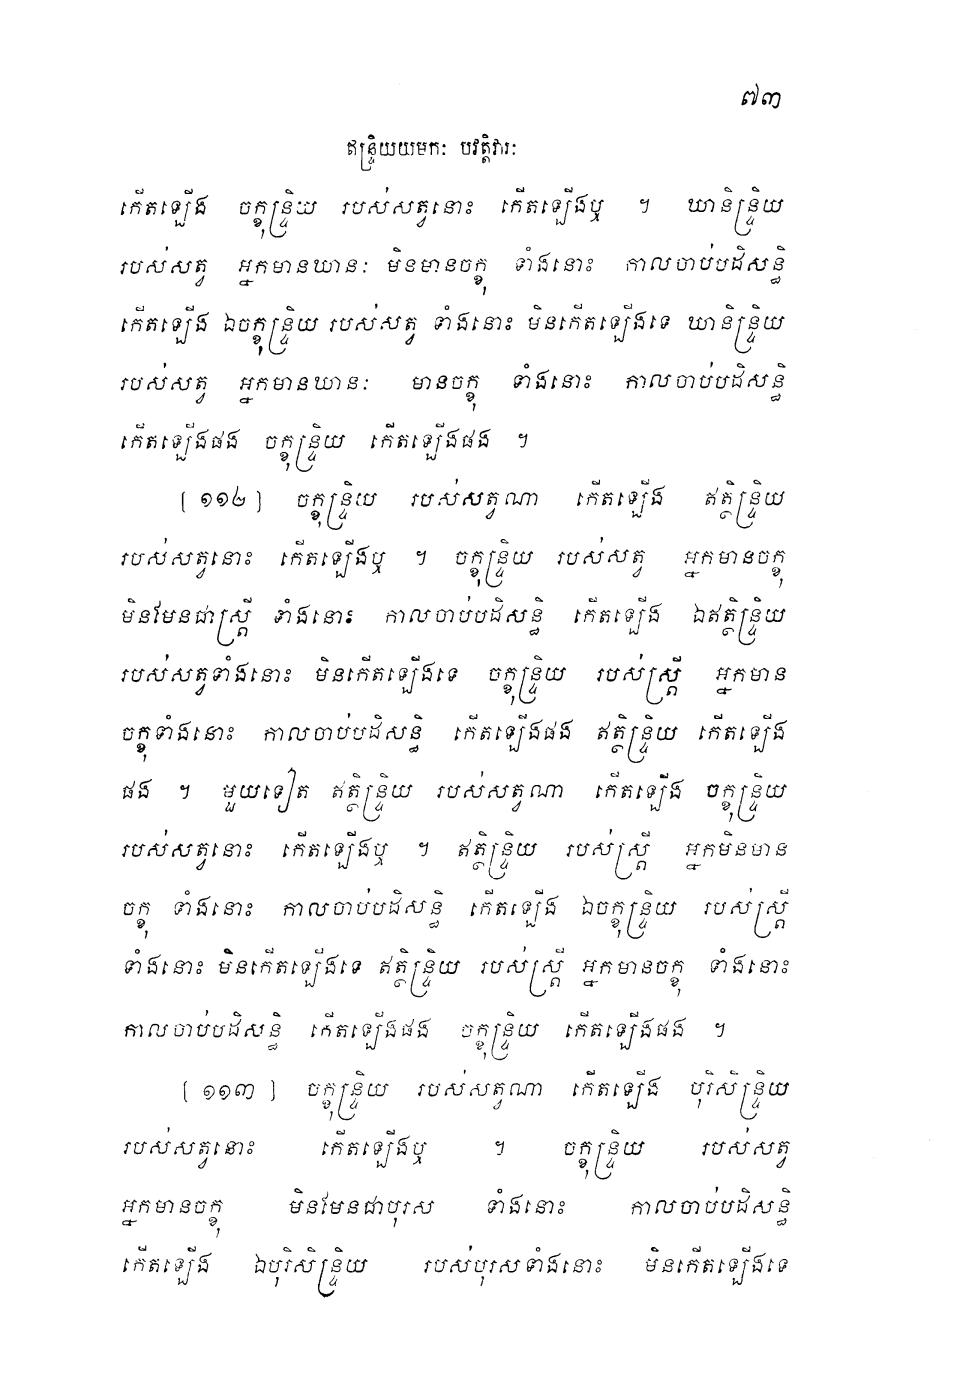 ៧៣
ឥន្ទ្រិយយមកៈ បវត្តិវារៈ
កើតឡើង ចក្ខុន្ទ្រិយ របស់សត្វនោះ កើតឡើងឬ ។ ឃានិន្ទ្រិយ
របស់សត្វ អ្នកមានឃានៈ មិនមានចក្ខុ ទាំងនោះ កាលចាប់បដិសន្ធិ
កើតឡើង ឯចក្ខុន្ទ្រិយ របស់សត្វ ទាំងនោះ មិនកើតឡើងទេ ឃានិន្ទ្រិយ
របស់សត្វ អ្នកមានឃានៈ មានចក្ខុ ទាំងនោះ កាលចាប់បដិសន្ធិ
កើតឡើងផង ចក្ខុន្ទ្រិយ កើតឡើងផង ។
[ ១១២ ] ចក្ខុន្ទ្រិយ របស់សត្វណា កើតឡើង ឥត្ថិន្ទ្រិយ
របស់សត្វនោះ កើតឡើងឬ ។ ចក្ខុន្ទ្រិយ របស់សត្វ អ្នកមានចក្ខុ
មិនមែនជាស្ត្រី ទាំងនោះ កាលចាប់បដិសន្ធិ កើតឡើង ឯឥត្ថិន្ទ្រិយ
របស់សត្វទាំងនោះ មិនកើតឡើងទេ ចក្ខុន្ទ្រិយ របស់ស្ត្រី អ្នកមាន
ចក្ខុទាំងនោះ កាលចាប់បដិសន្ធិ កើតឡើងផង ឥត្ថិន្ទ្រិយ កើតឡើង
ផង ។ មួយទៀត ឥត្ថិន្ទ្រិយ របស់សត្វណា កើតឡើង ចក្ខុន្ទ្រិយ
របស់សត្វនោះ កើតឡើងឬ ។ ឥត្ថិន្ទ្រិយ របស់ស្ត្រី អ្នកមិនមាន
ចក្ខុ ទាំងនោះ កាលចាប់បដិសន្ធិ កើតឡើង ឯចក្ខុន្ទ្រិយ របស់ស្ត្រី
ទាំងនោះ មិនកើតឡើងទេ ឥត្ថិន្ទ្រិយ របស់ស្ត្រី អ្នកមានចក្ខុ ទាំងនោះ
កាលចាប់បដិសន្ធិ កើតឡើងផង ចក្ខុន្ទ្រិយ កើតឡើងផង ។
[ ១១៣ ] ចក្ខុន្ទ្រិយ របស់សត្វណា កើតឡើង បុរិសិន្ទ្រិយ
របស់សត្វនោះ កើតឡើងឬ ។ ចក្ខុន្ទ្រិយ របស់សត្វ
អ្នកមានចក្ខុ មិនមែនជាបុរស ទាំងនោះ កាលចាប់បដិសន្ធិ
កើតឡើង ឯបុរិសិន្ទ្រិយ របស់បុរសទាំងនោះ មិនកើតឡើងទេ